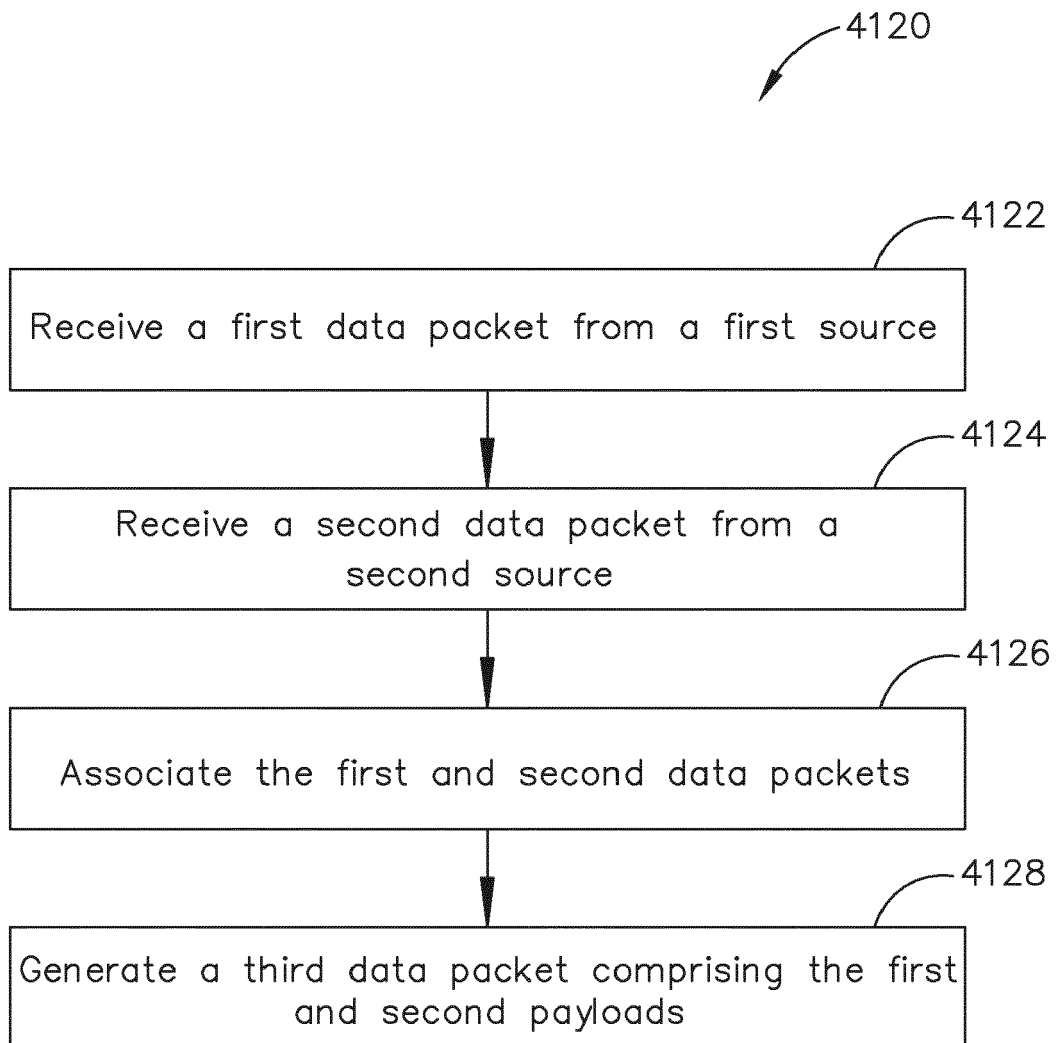 4120
4122
Receive a first data packet from a first source
4124
Receive a second data packet from a
second source
4126
Associate the first and second data packets
4128
Generate a third data packet comprising the first
and second payloads